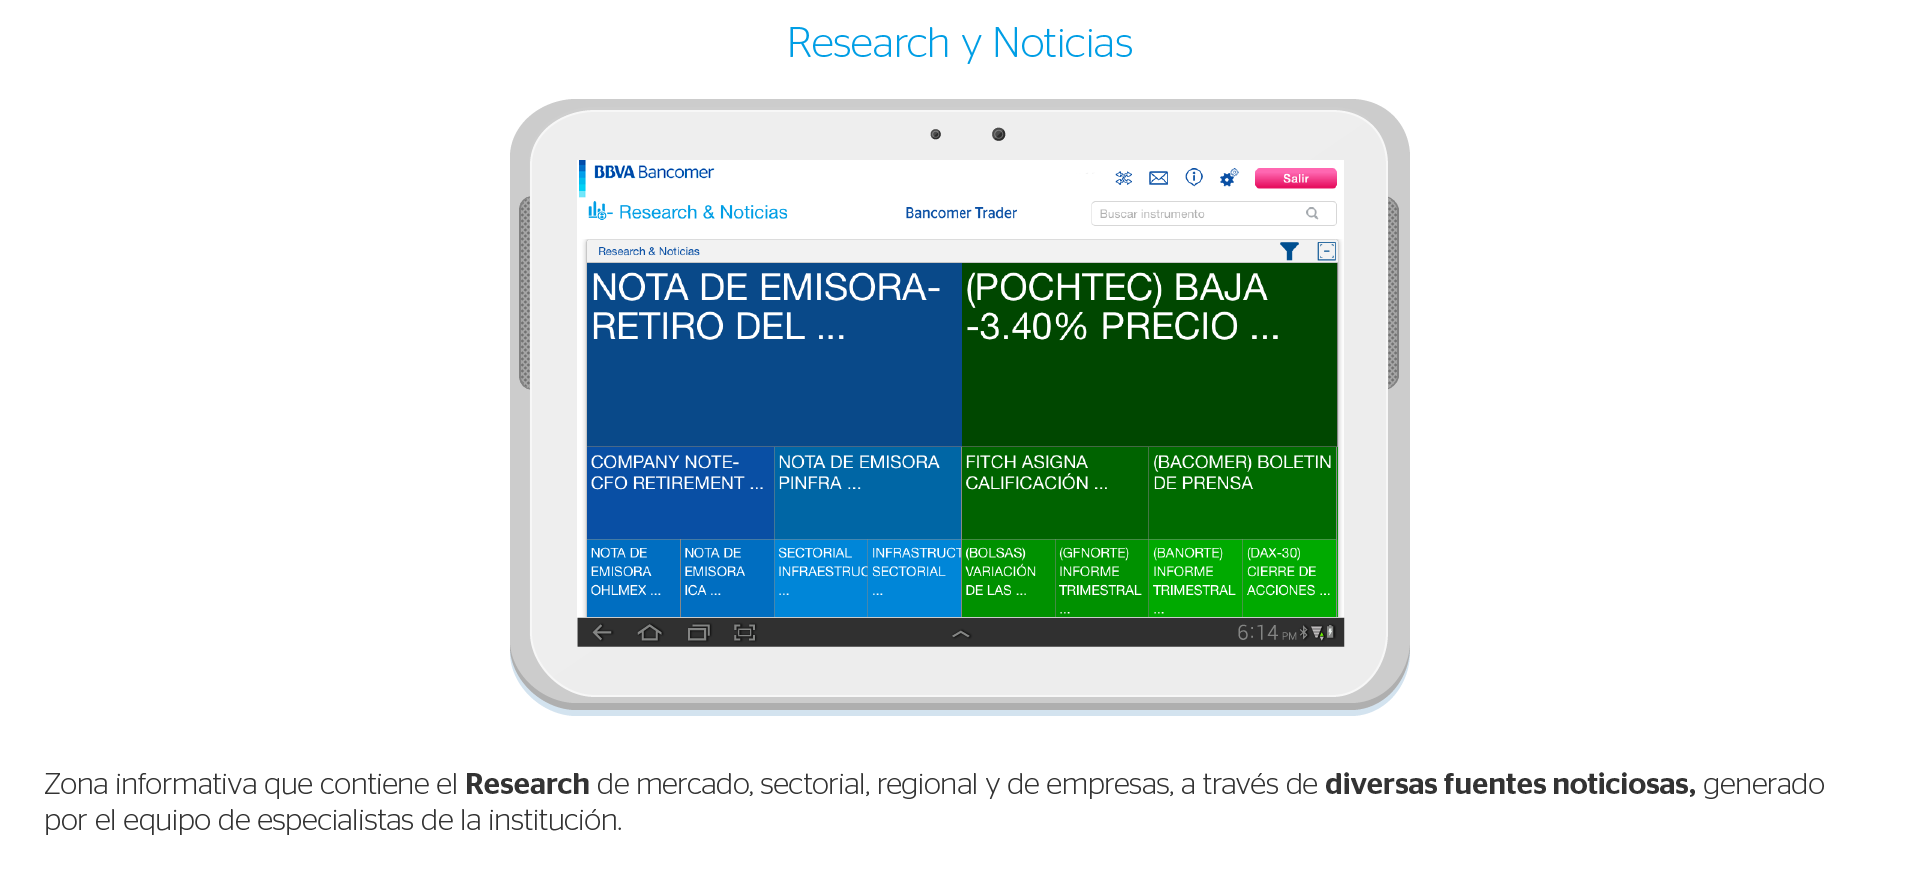 Research y Noticias
BBVA Bancomer
Salir
- Research & Noticias
Bancomer Trader
Buscar instrumento
Research & Noticias
NOTA DE EMISORA-
RETIRO DEL ...
(POCHTEC) BAJA
-3.40% PRECIO ...
COMPANY NOTE-
CFO RETIREMENT ...
NOTA DE EMISORA
PINFRA ...
FITCH ASIGNA
CALIFICACIÓN ...
(BACOMER) BOLETIN
DE PRENSA
NOTA DE
EMISORA
OHLMEX ...
NOTA DE
EMISORA
ICA ...
SECTORIAL
INFRAESTRUC
...
INFRASTRUCT
SECTORIAL
...
(BOLSAS)
VARIACIÓN
DE LAS ...
(GFNORTE)
INFORME
TRIMESTRAL
...
(BANORTE)
INFORME
TRIMESTRAL
...
(DAX-30)
CIERRE DE
ACCIONES ...
6:14 PM
Zona informativa que contiene el Research de mercado, sectorial, regional y de empresas, a través de diversas fuentes noticiosas, generado
por el equipo de especialistas de la institución.